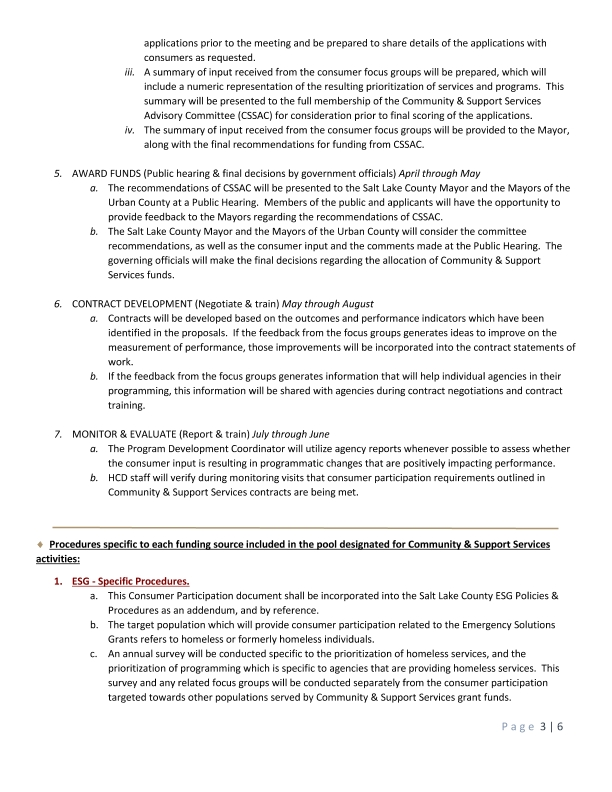 applications prior to the meeting and be prepared to share details of the applications with
consumers as requested.
iii. A summary of input received from the consumer focus groups will be prepared, which will
include a numeric representation of the resulting prioritization of services and programs. This
summary will be presented to the full membership of the Community & Support Services
Advisory Committee (CSSAC) for consideration prior to final scoring of the applications.
iv. The summary of input received from the consumer focus groups will be provided to the Mayor,
along with the final recommendations for funding from CSSAC.
5. AWARD FUNDS (Public hearing & final decisions by government officials) April through May
a. The recommendations of CSSAC will be presented to the Salt Lake County Mayor and the Mayors of the
Urban County at a Public Hearing. Members of the public and applicants will have the opportunity to
provide feedback to the Mayors regarding the recommendations of CSSAC.
b. The Salt Lake County Mayor and the Mayors of the Urban County will consider the committee
recommendations, as well as the consumer input and the comments made at the Public Hearing. The
governing officials will make the final decisions regarding the allocation of Community & Support
Services funds.
6. CONTRACT DEVELOPMENT (Negotiate & train) May through August
a. Contracts will be developed based on the outcomes and performance indicators which have been
identified in the proposals. If the feedback from the focus groups generates ideas to improve on the
measurement of performance, those improvements will be incorporated into the contract statements of
work.
b. If the feedback from the focus groups generates information that will help individual agencies in their
programming, this information will be shared with agencies during contract negotiations and contract
training.
7. MONITOR & EVALUATE (Report & train) July through June
a. The Program Development Coordinator will utilize agency reports whenever possible to assess whether
the consumer input is resulting in programmatic changes that are positively impacting performance.
b. HCD staff will verify during monitoring visits that consumer participation requirements outlined in
Community & Support Services contracts are being met.
Procedures specific to each funding source included in the pool designated for Community & Support Services
activities:
1. ESG - Specific Procedures.
a. This Consumer Participation document shall be incorporated into the Salt Lake County ESG Policies &
Procedures as an addendum, and by reference.
b. The target population which will provide consumer participation related to the Emergency Solutions
Grants refers to homeless or formerly homeless individuals.
c. An annual survey will be conducted specific to the prioritization of homeless services, and the
prioritization of programming which is specific to agencies that are providing homeless services. This
survey and any related focus groups will be conducted separately from the consumer participation
targeted towards other populations served by Community & Support Services grant funds.
Page 3 | 6